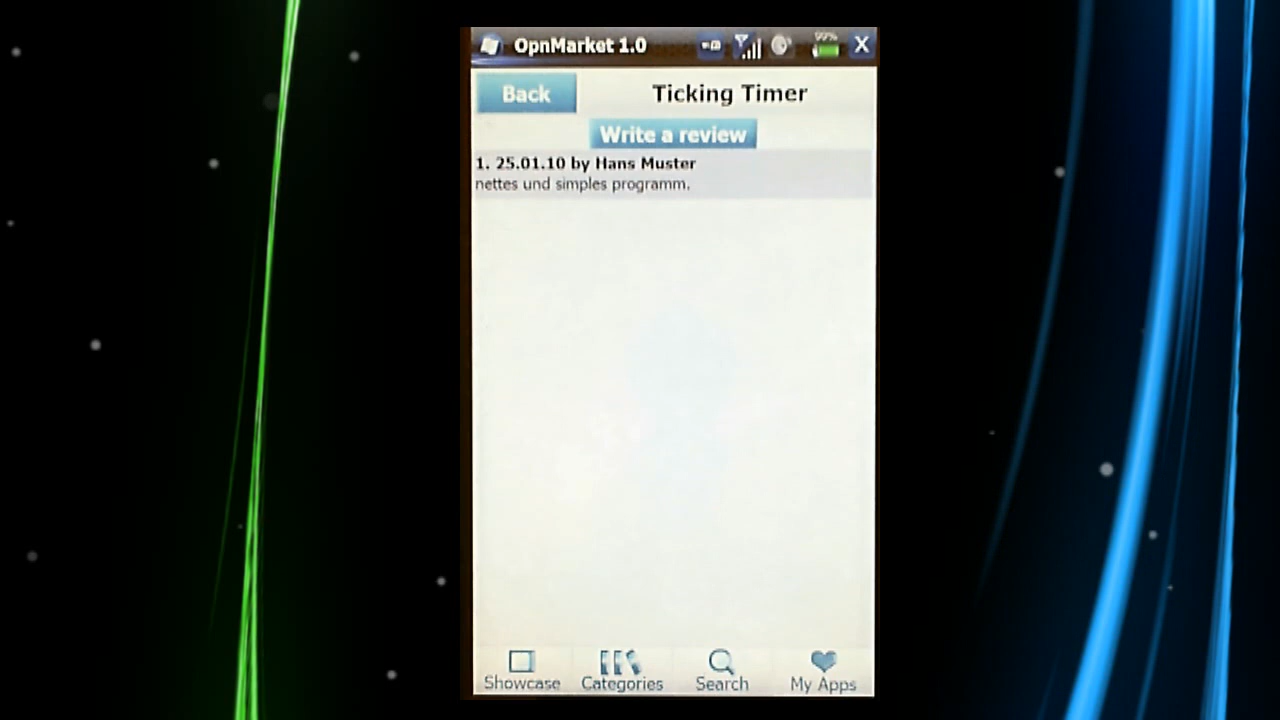 OpnMarket 1.0
99%
X
Back
Ticking Timer
Write a review
1. 25.01.10 by Hans Muster
nettes und simples programm.
Showcase Categories Search My Apps